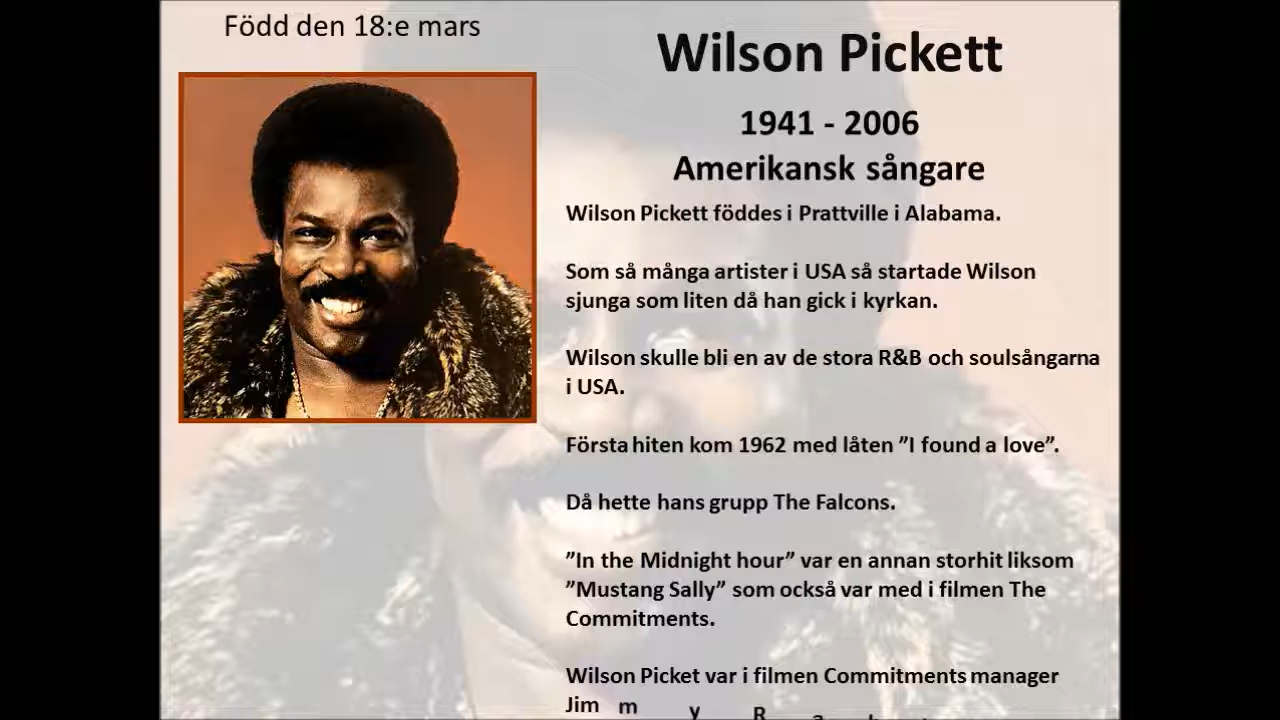 Född den 18:e mars
Wilson Pickett
1941 - 2006
Amerikansk sångare
Wilson Pickett föddes i Prattville i Alabama.
Som så många artister i USA så startade Wilson
sjunga som liten då han gick i kyrkan.
Wilson skulle bli en av de stora R&B och soulsångarna
i USA.
Första hiten kom 1962 med låten ”I found a love”.
Då hette hans grupp The Falcons.
”In the Midnight hour” var en annan storhit liksom
”Mustang Sally” som också var med i filmen The
Commitments.
Wilson Picket var i filmen Commitments manager
Jim m y R